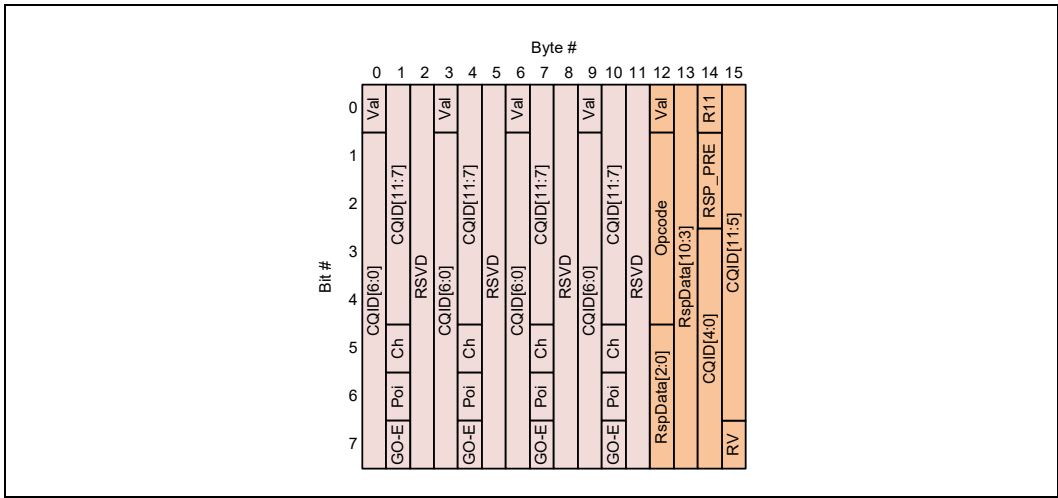 Byte #
0 1 2 3 4 5 6 7 8 9 10 11 12 13 14 15
Bit #
0
1
2
3
4
5
6
7
Val
CQID[6:0]
CQID[11:7]
Ch
Poi
GO-E
RSVD
Val
CQID[6:0]
CQID[11:7]
Ch
Poi
GO-E
RSVD
Val
CQID[6:0]
CQID[11:7]
Ch
Poi
GO-E
RSVD
Val
CQID[6:0]
CQID[11:7]
Ch
Poi
GO-E
RSVD
Val
Opcode
RspData[2:0]
RspData[10:3]
R11
RSP_PRE
CQID[4:0]
CQID[11:5]
RV